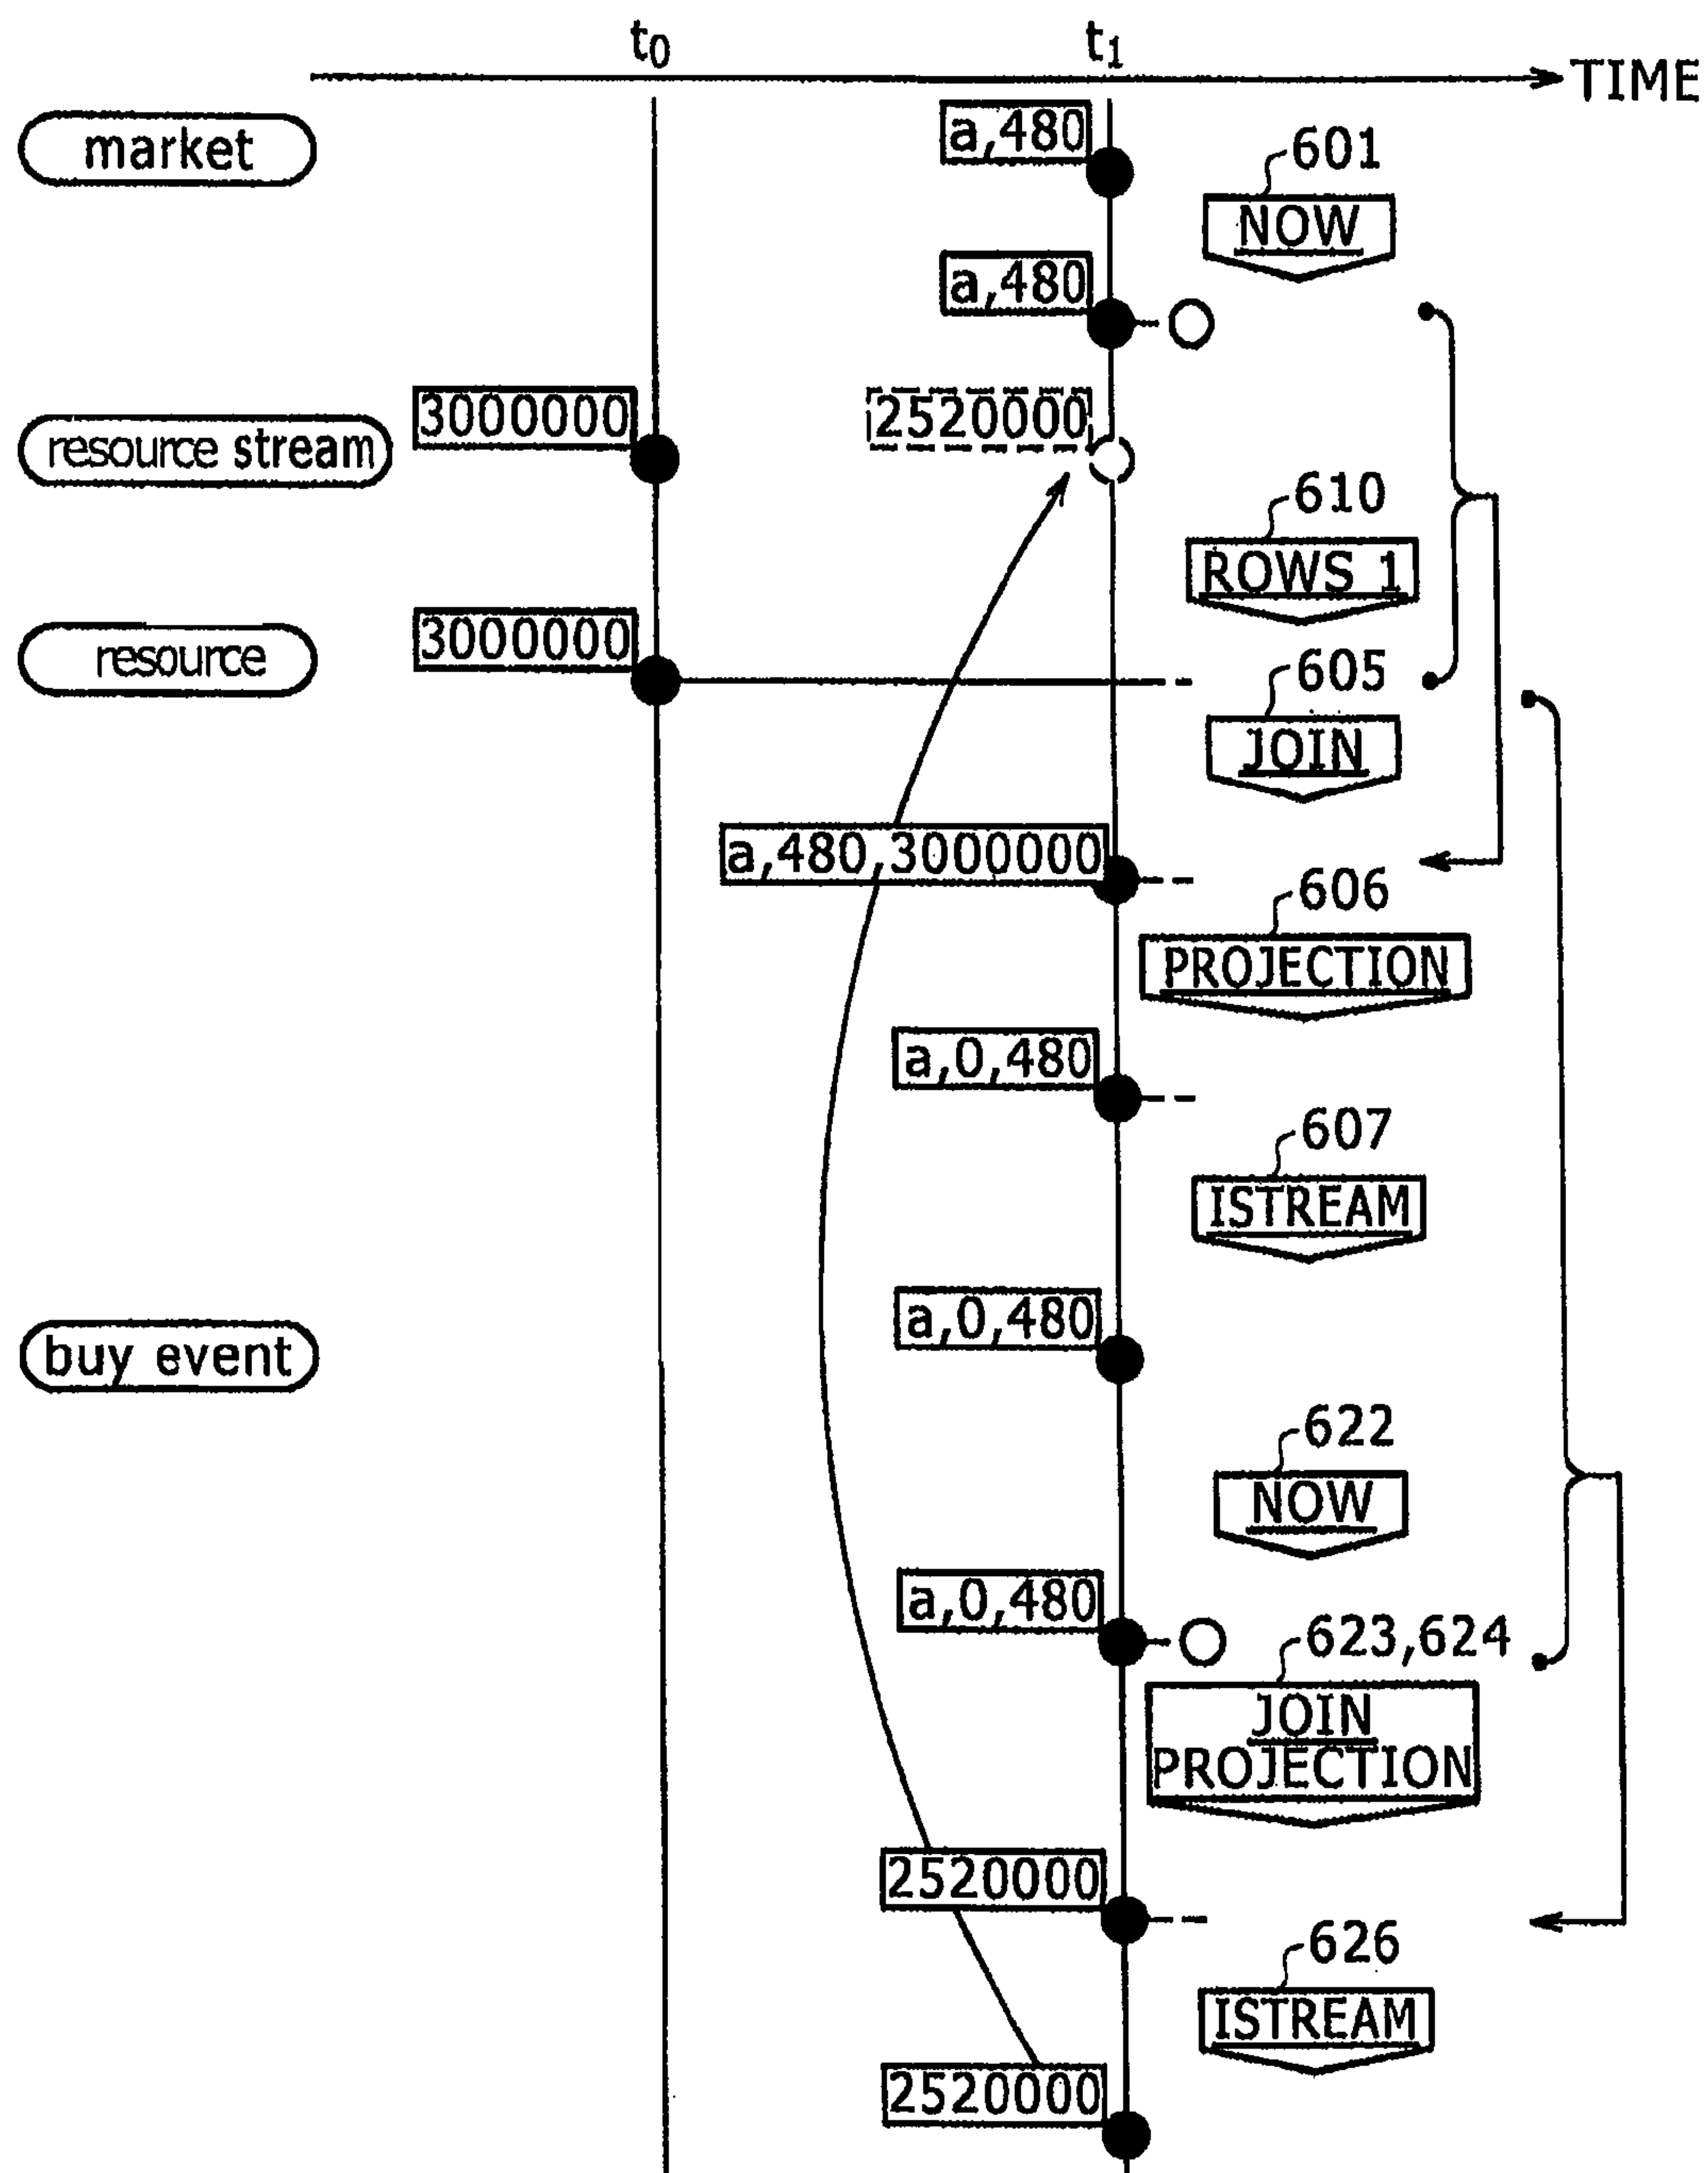 t0 t1
TIME
market
a,480
601
NOW
a,480
resource stream
3000000
2520000
610
ROWS 1
resource
3000000
605
JOIN
a,480,3000000
606
PROJECTION
a,0,480
607
ISTREAM
buy event
a,0,480
622
NOW
a,0,480
623,624
JOIN
PROJECTION
2520000
626
ISTREAM
2520000